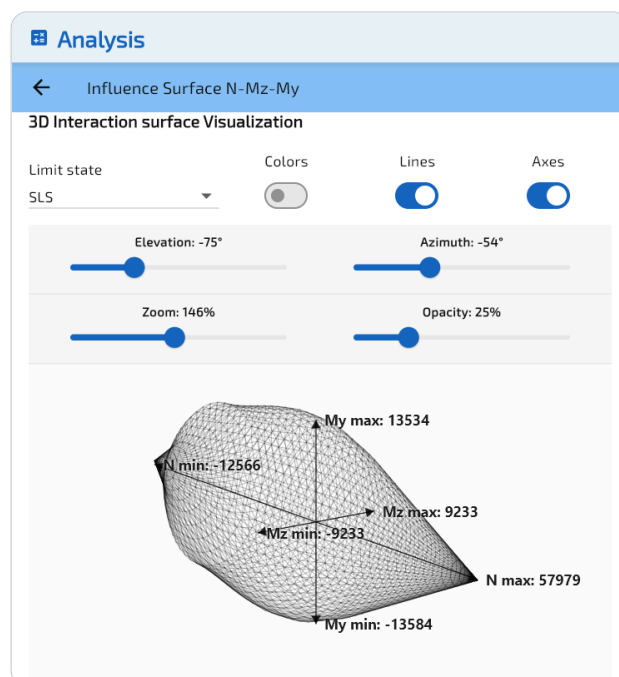 Analysis
Influence Surface N-Mz-My
3D Interaction surface Visualization
Limit state
SLS
Colors
Lines
Axes
Elevation: -75°
Azimuth: -54°
Zoom: 146%
Opacity: 25%
My max: 13534
N min: -12566
Mz max: 9233
Mz min: -9233
N max: 57979
My min: -13584